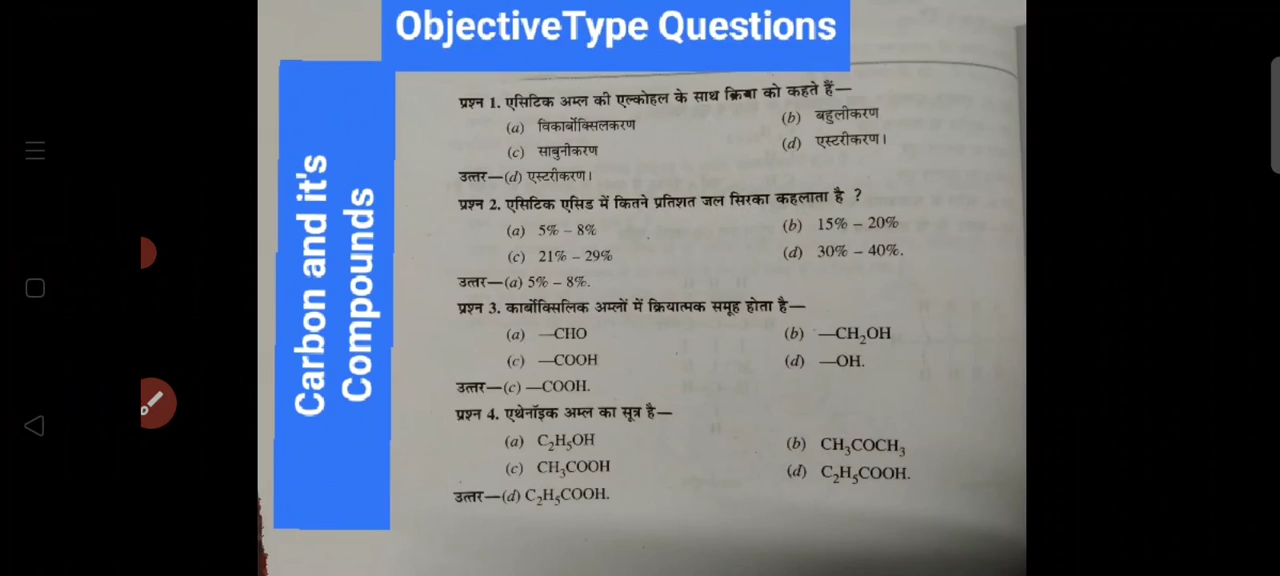 ObjectiveType Questions
Carbon and it's
Compounds
प्रश्न 1. एसिटिक अम्ल की एल्कोहल के साथ क्रिया को कहते हैं—
(a) विकार्बोक्सिलकरण (b) बहुलीकरण
(c) साबुनीकरण (d) एस्टरीकरण।
उत्तर—(d) एस्टरीकरण।
प्रश्न 2. एसिटिक एसिड में कितने प्रतिशत जल सिरका कहलाता है ?
(a) 5% – 8% (b) 15% – 20%
(c) 21% – 29% (d) 30% – 40%.
उत्तर—(a) 5% – 8%.
प्रश्न 3. कार्बोक्सिलिक अम्लों में क्रियात्मक समूह होता है—
(a) —CHO (b) —CH₂OH
(c) —COOH (d) —OH.
उत्तर—(c) —COOH.
प्रश्न 4. एथेनॉइक अम्ल का सूत्र है—
(a) C₂H₅OH (b) CH₃COCH₃
(c) CH₃COOH (d) C₂H₅COOH.
उत्तर—(d) C₂H₅COOH.